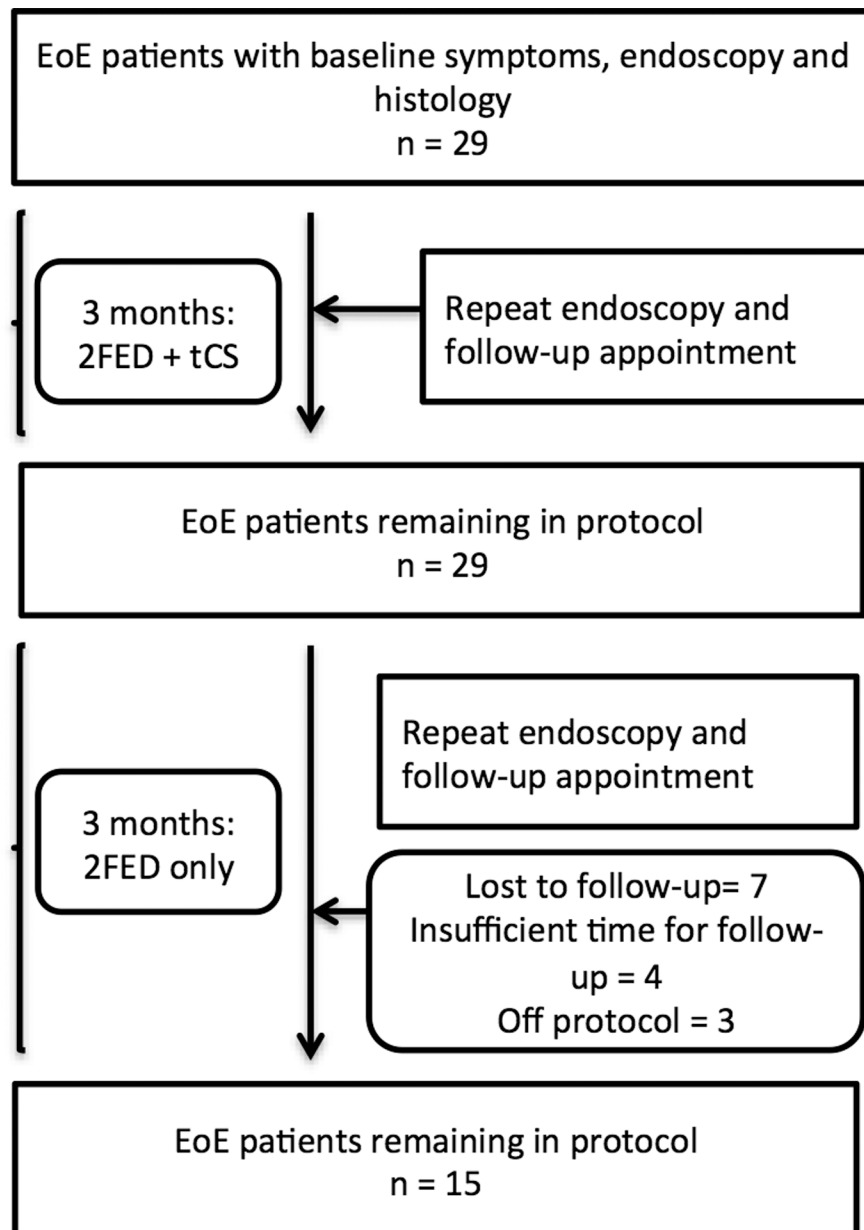 EoE patients with baseline symptoms, endoscopy and
histology
n = 29
3 months:
2FED + tCS
Repeat endoscopy and
follow-up appointment
EoE patients remaining in protocol
n = 29
Repeat endoscopy and
follow-up appointment
3 months:
2FED only
Lost to follow-up= 7
Insufficient time for follow-
up = 4
Off protocol = 3
EoE patients remaining in protocol
n = 15